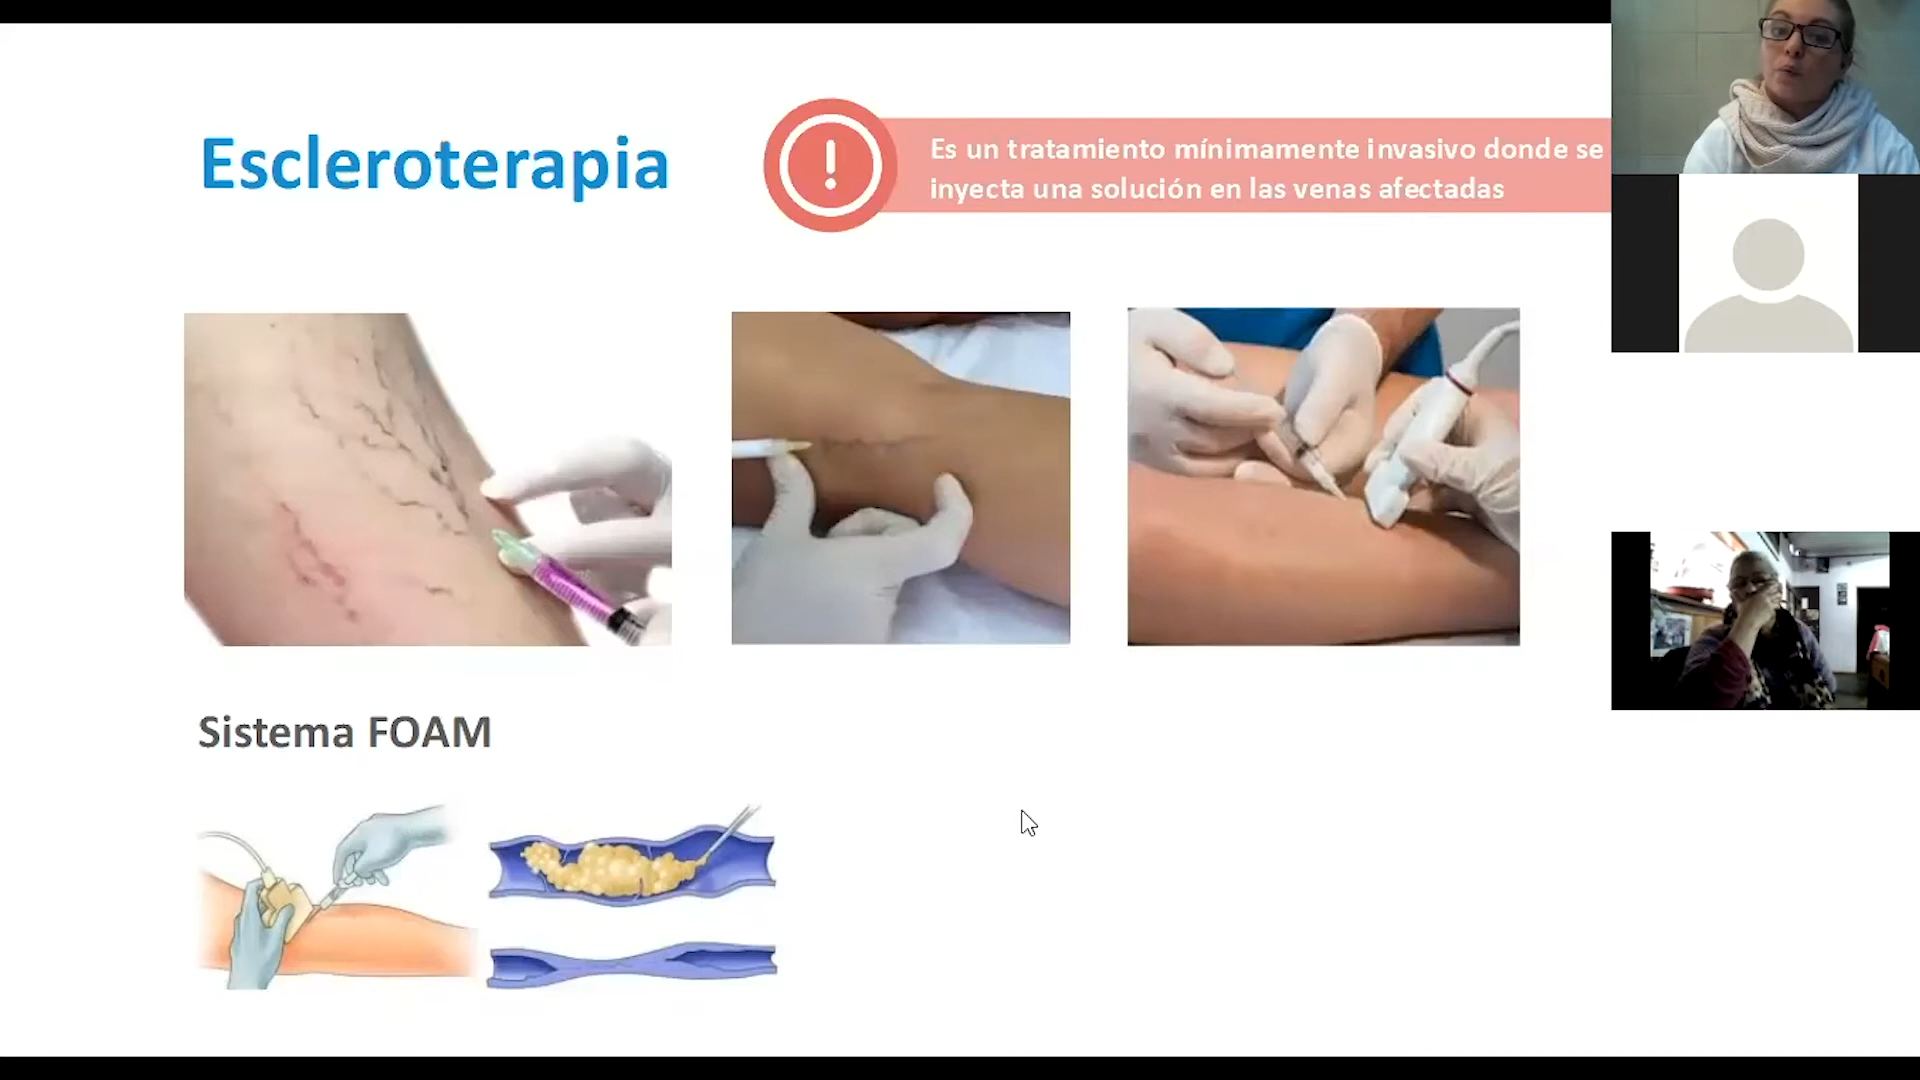 Escleroterapia
Es un tratamiento mínimamente invasivo donde se
inyecta una solución en las venas afectadas
Sistema FOAM